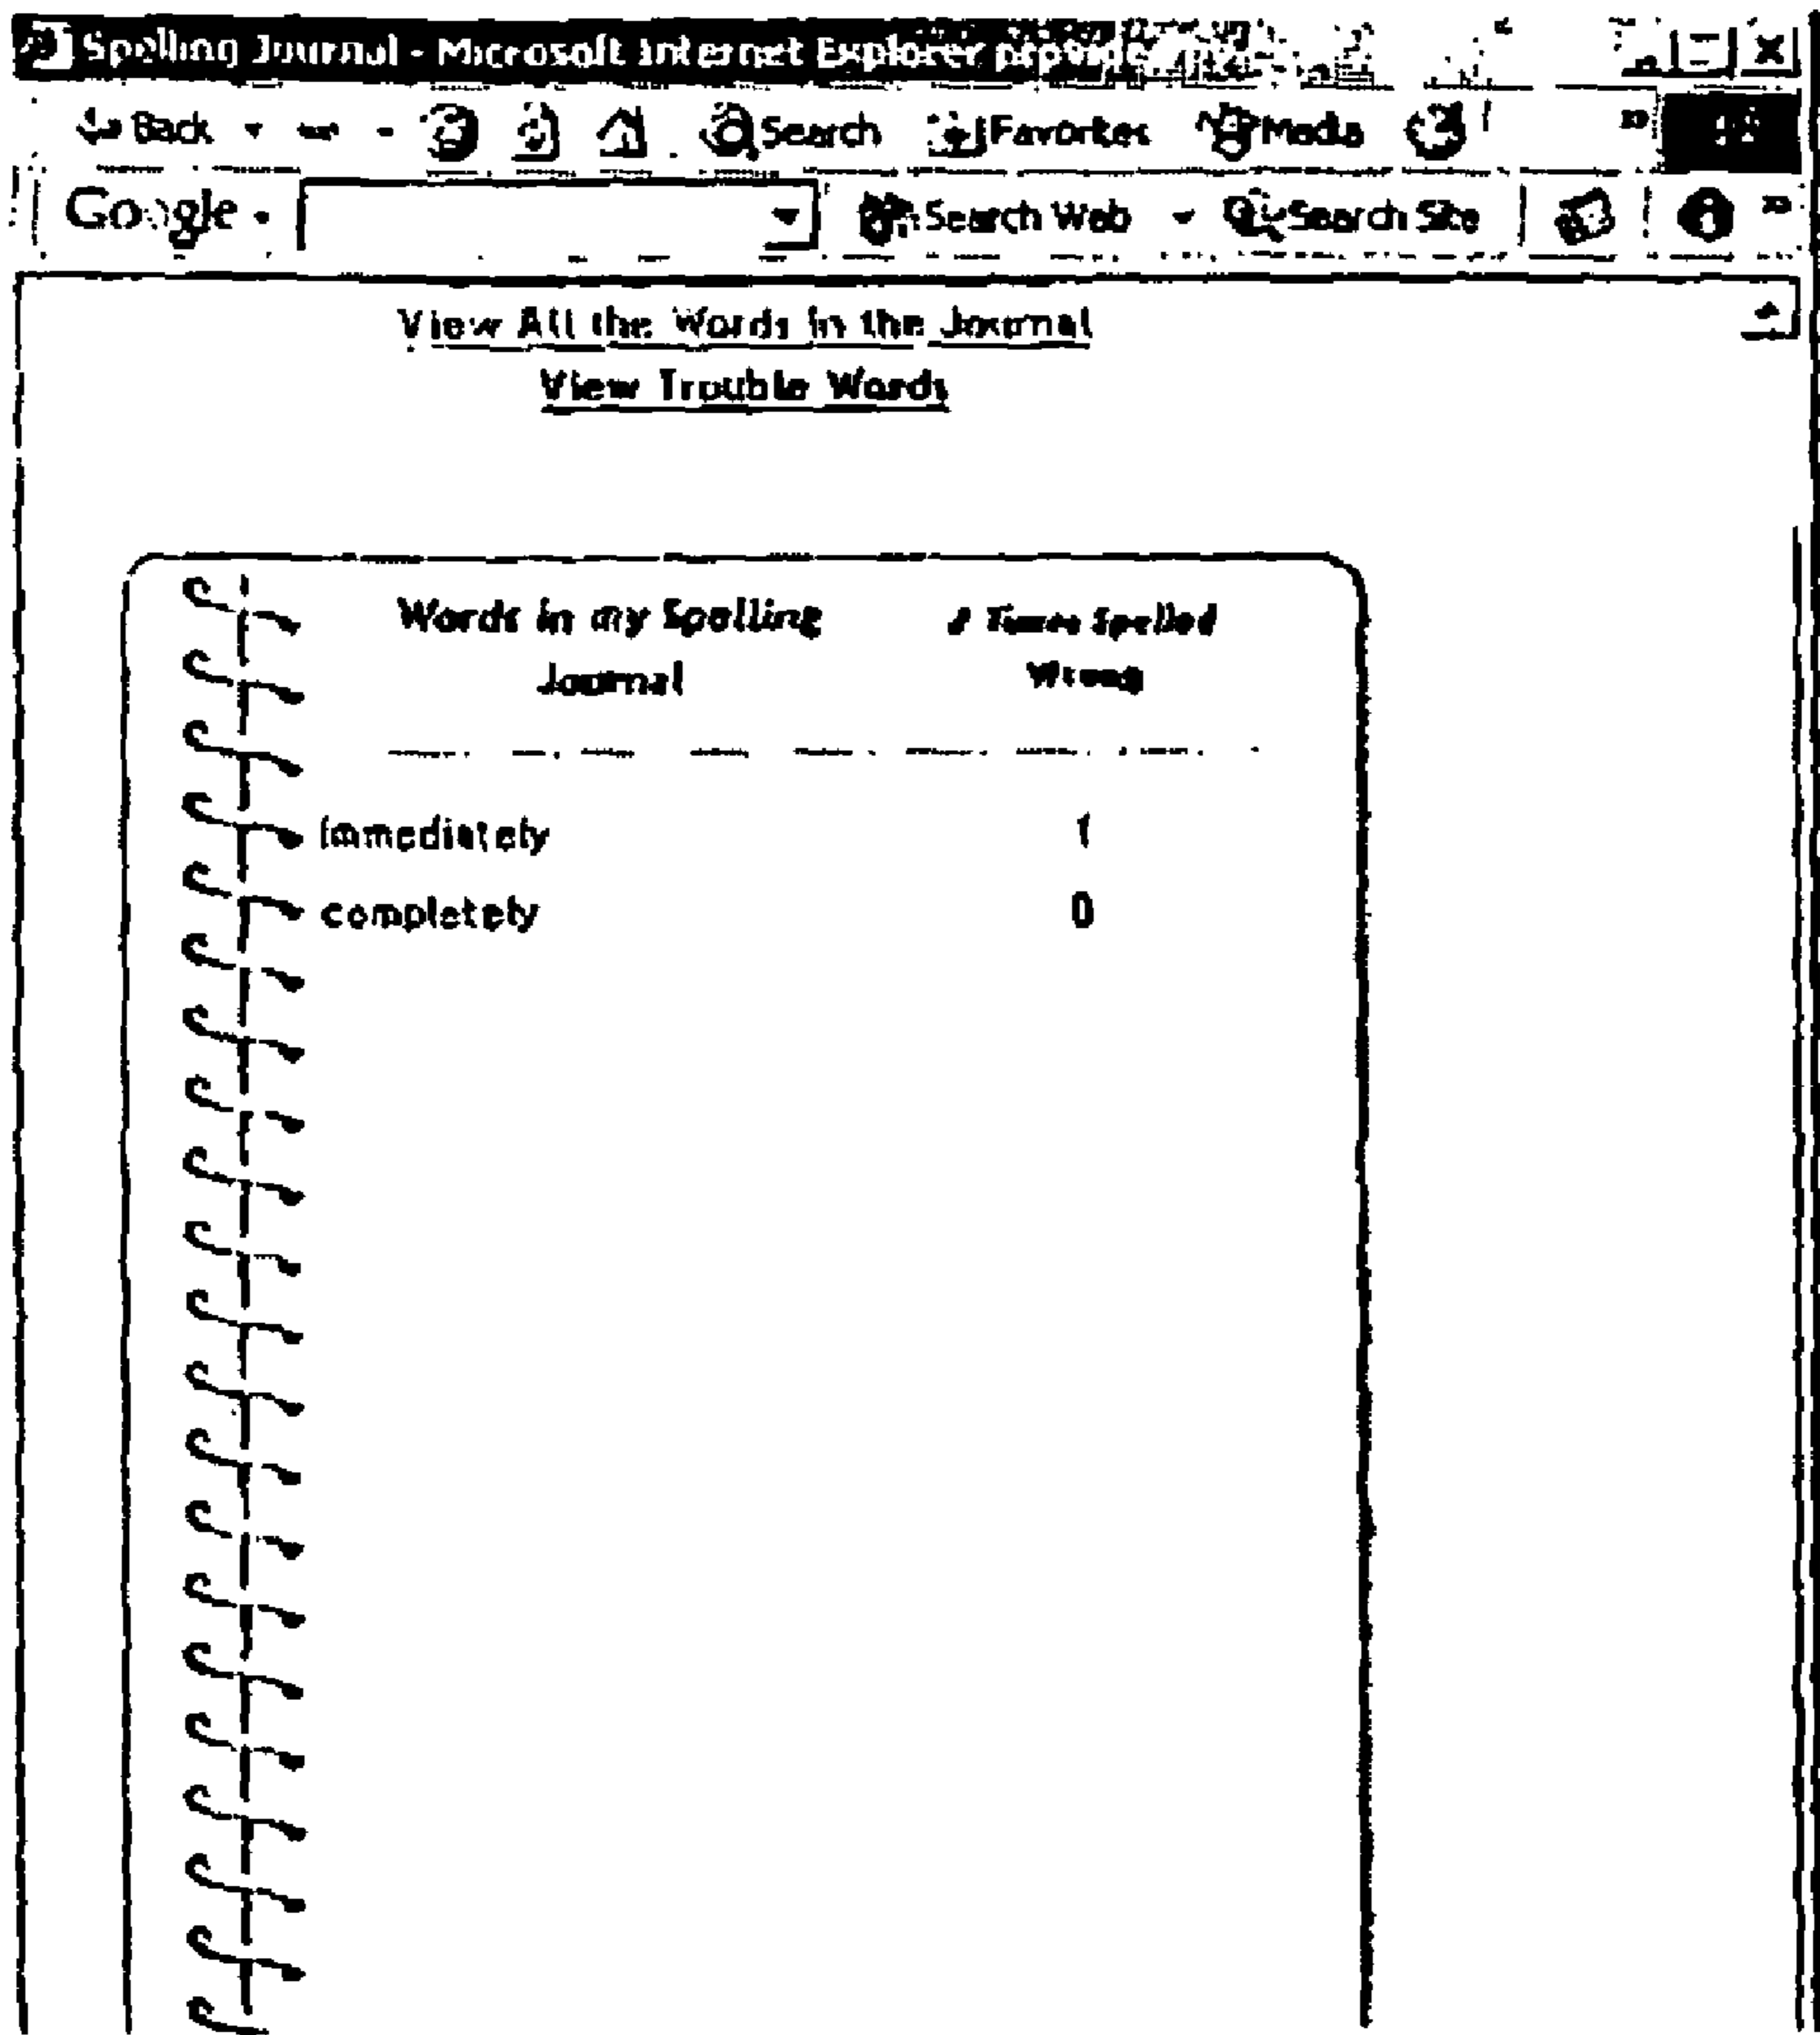 Spelling Journal - Microsoft Internet Explorer
Back Search Favorites Media
Google Search Web Search Site
View All the Words in the Journal
View Trouble Words
Words in my Spelling # Times Spelled
Journal Wrong
immediately 1
completely 0